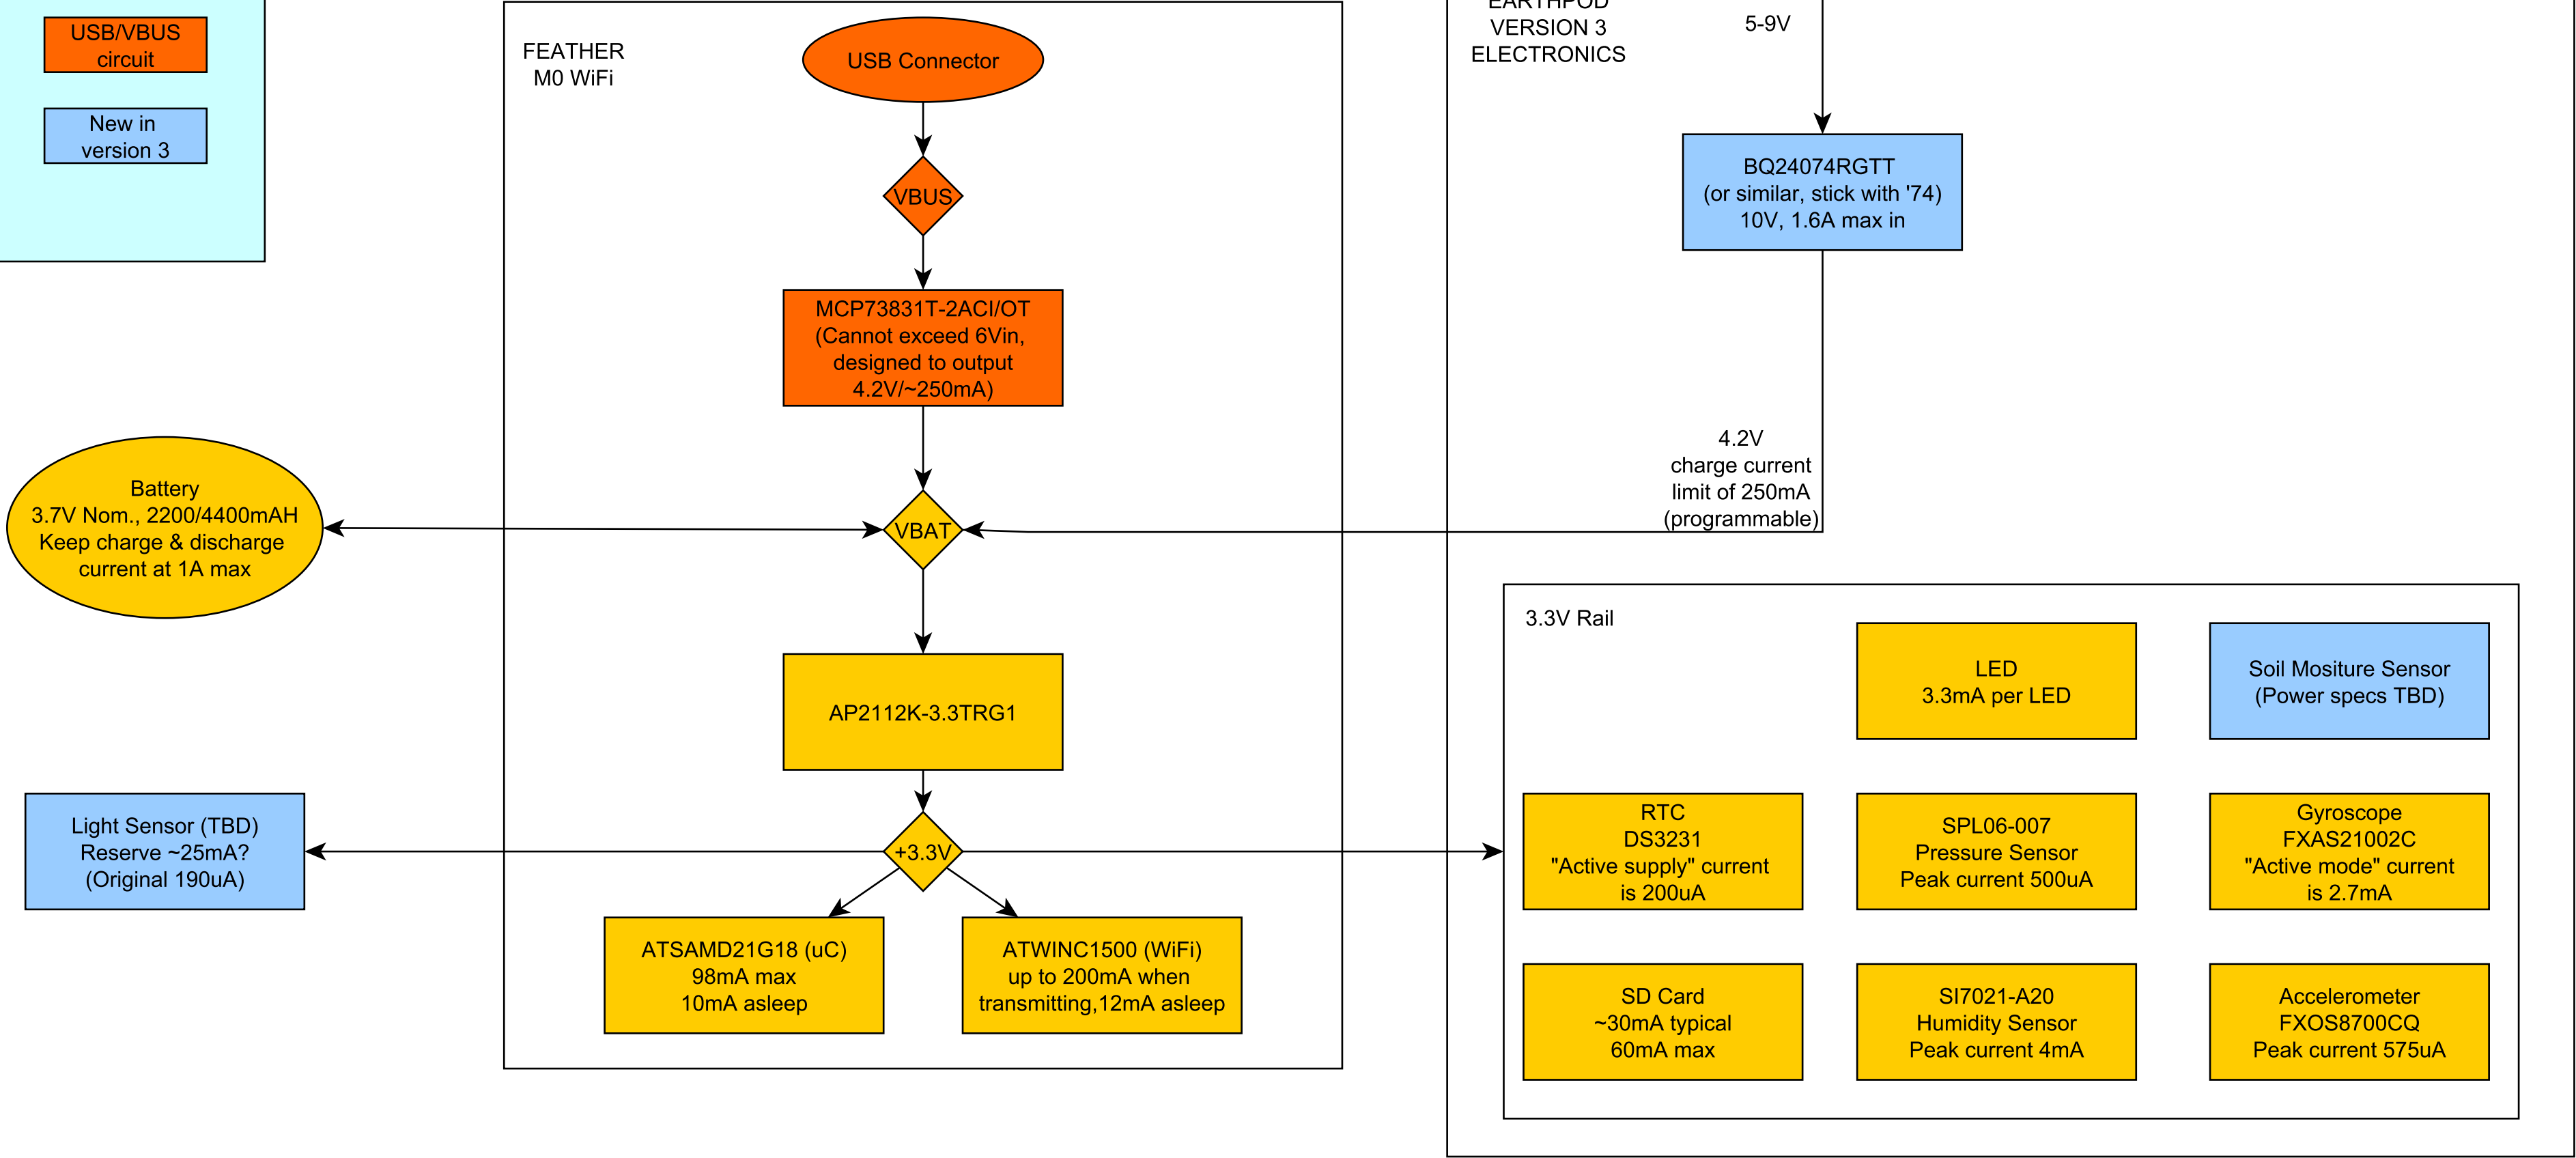 USB/VBUS
circuit
New in
version 3
FEATHER
M0 WiFi
USB Connector
VBUS
MCP73831T-2ACI/OT
(Cannot exceed 6Vin,
designed to output
4.2V/~250mA)
Battery
3.7V Nom., 2200/4400mAH
Keep charge & discharge
current at 1A max
VBAT
AP2112K-3.3TRG1
Light Sensor (TBD)
Reserve ~25mA?
(Original 190uA)
+3.3V
ATSAMD21G18 (uC)
98mA max
10mA asleep
ATWINC1500 (WiFi)
up to 200mA when
transmitting,12mA asleep
EARTHPOD
VERSION 3
ELECTRONICS
5-9V
BQ24074RGTT
(or similar, stick with '74)
10V, 1.6A max in
4.2V
charge current
limit of 250mA
(programmable)
3.3V Rail
LED
3.3mA per LED
Soil Mositure Sensor
(Power specs TBD)
RTC
DS3231
"Active supply" current
is 200uA
SPL06-007
Pressure Sensor
Peak current 500uA
Gyroscope
FXAS21002C
"Active mode" current
is 2.7mA
SD Card
~30mA typical
60mA max
SI7021-A20
Humidity Sensor
Peak current 4mA
Accelerometer
FXOS8700CQ
Peak current 575uA